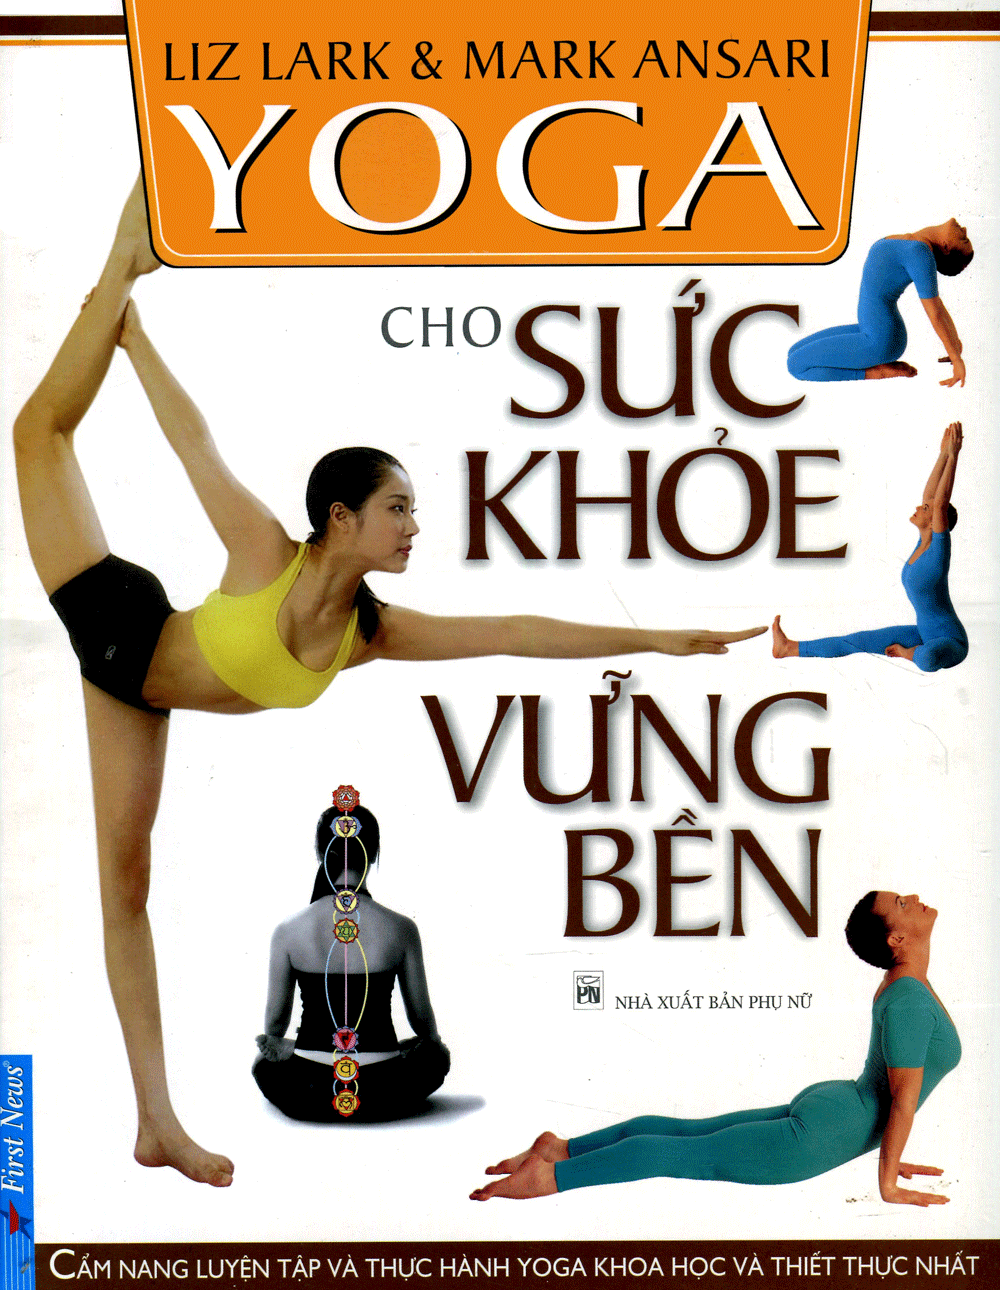 LIZ LARK & MARK ANSARI
YOGA
CHO SỨC
KHỎE
VỮNG
BỀN
PN
NHÀ XUẤT BẢN PHỤ NỮ
First News®
CẨM NANG LUYỆN TẬP VÀ THỰC HÀNH YOGA KHOA HỌC VÀ THIẾT THỰC NHẤT